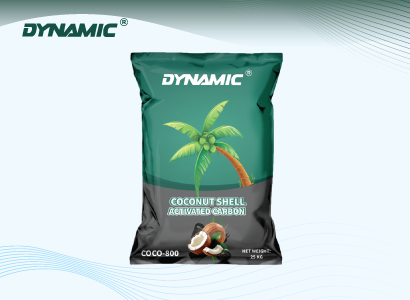 DYNAMIC®
DYNAMIC®
COCONUT SHELL
ACTIVATED CARBON
COCO-800
NET WEIGHT:
25 KG